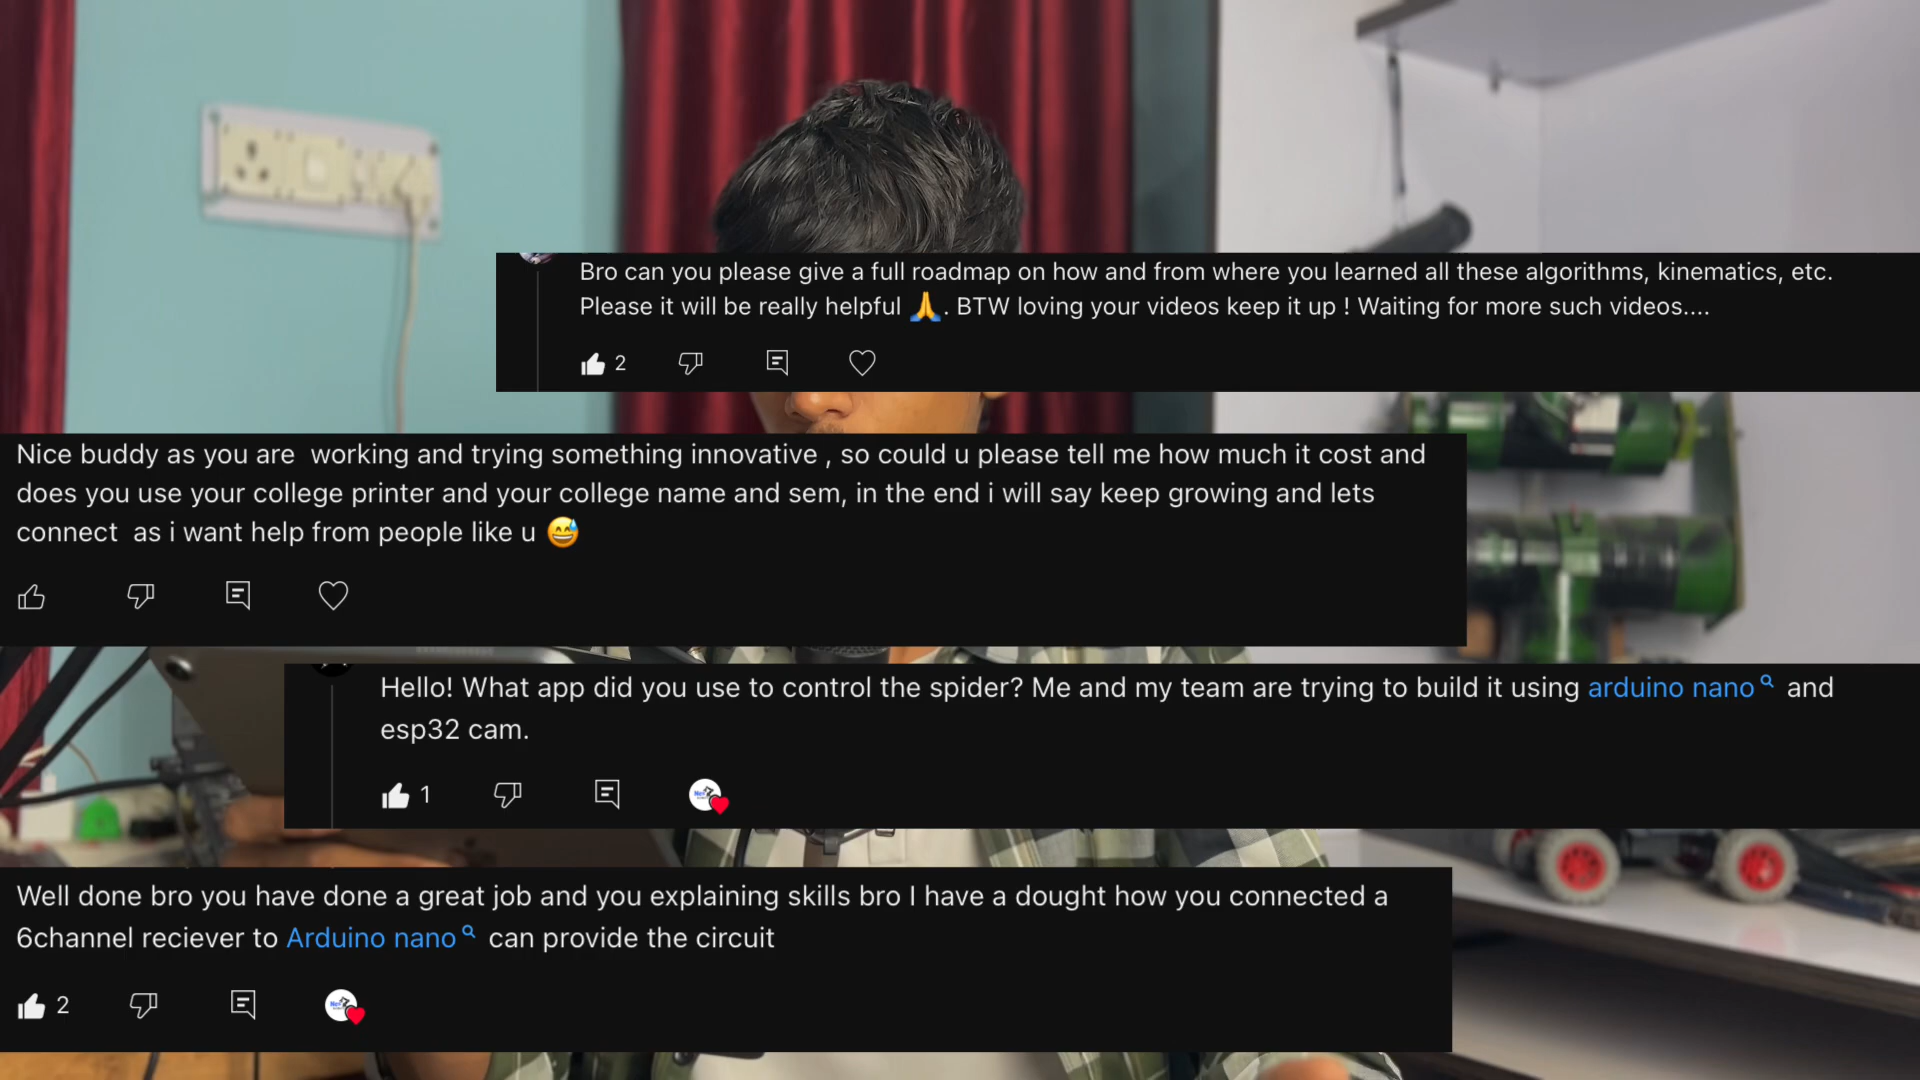 Bro can you please give a full roadmap on how and from where you learned all these algorithms, kinematics, etc.
Please it will be really helpful 🙏. BTW loving your videos keep it up ! Waiting for more such videos....
2
Nice buddy as you are  working and trying something innovative , so could u please tell me how much it cost and
does you use your college printer and your college name and sem, in the end i will say keep growing and lets
connect  as i want help from people like u 😅
Hello! What app did you use to control the spider? Me and my team are trying to build it using arduino nano and
esp32 cam.
1
Well done bro you have done a great job and you explaining skills bro I have a dought how you connected a
6channel reciever to Arduino nano can provide the circuit
2